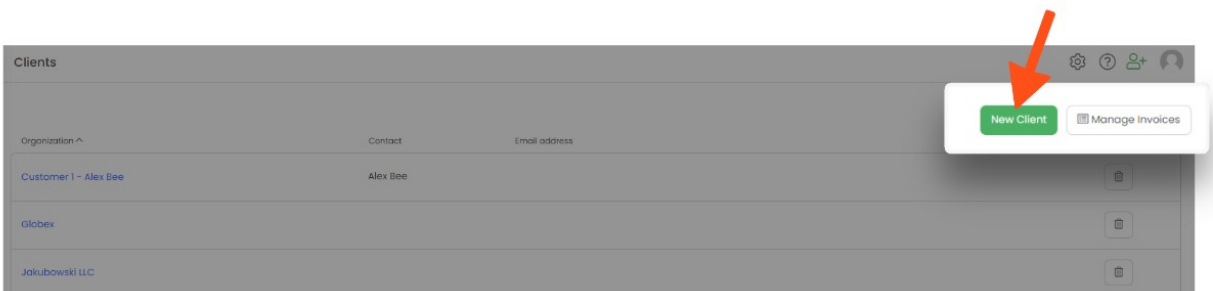 Clients
New Client Manage Invoices
Organization Contact Email address
Customer 1 - Alex Bee Alex Bee
Globex
Jakubowski LLC